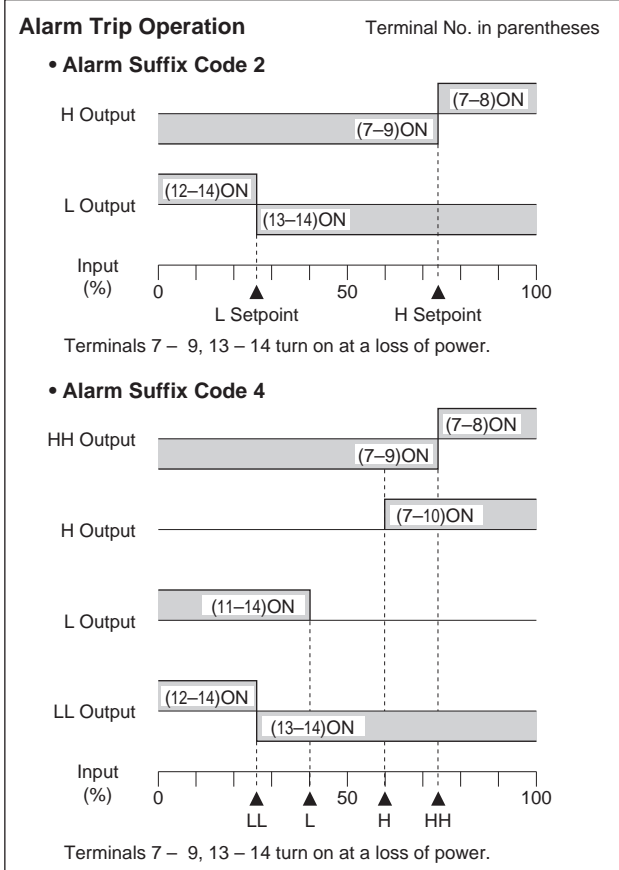 Alarm Trip Operation Terminal No. in parentheses
• Alarm Suffix Code 2
H Output
(7–8)ON
(7–9)ON
L Output
(12–14)ON
(13–14)ON
Input
(%)
0 50 100
L Setpoint H Setpoint
Terminals 7 – 9, 13 – 14 turn on at a loss of power.
• Alarm Suffix Code 4
HH Output
(7–8)ON
(7–9)ON
H Output
(7–10)ON
L Output
(11–14)ON
LL Output
(12–14)ON
(13–14)ON
Input
(%)
0 50 100
LL L H HH
Terminals 7 – 9, 13 – 14 turn on at a loss of power.